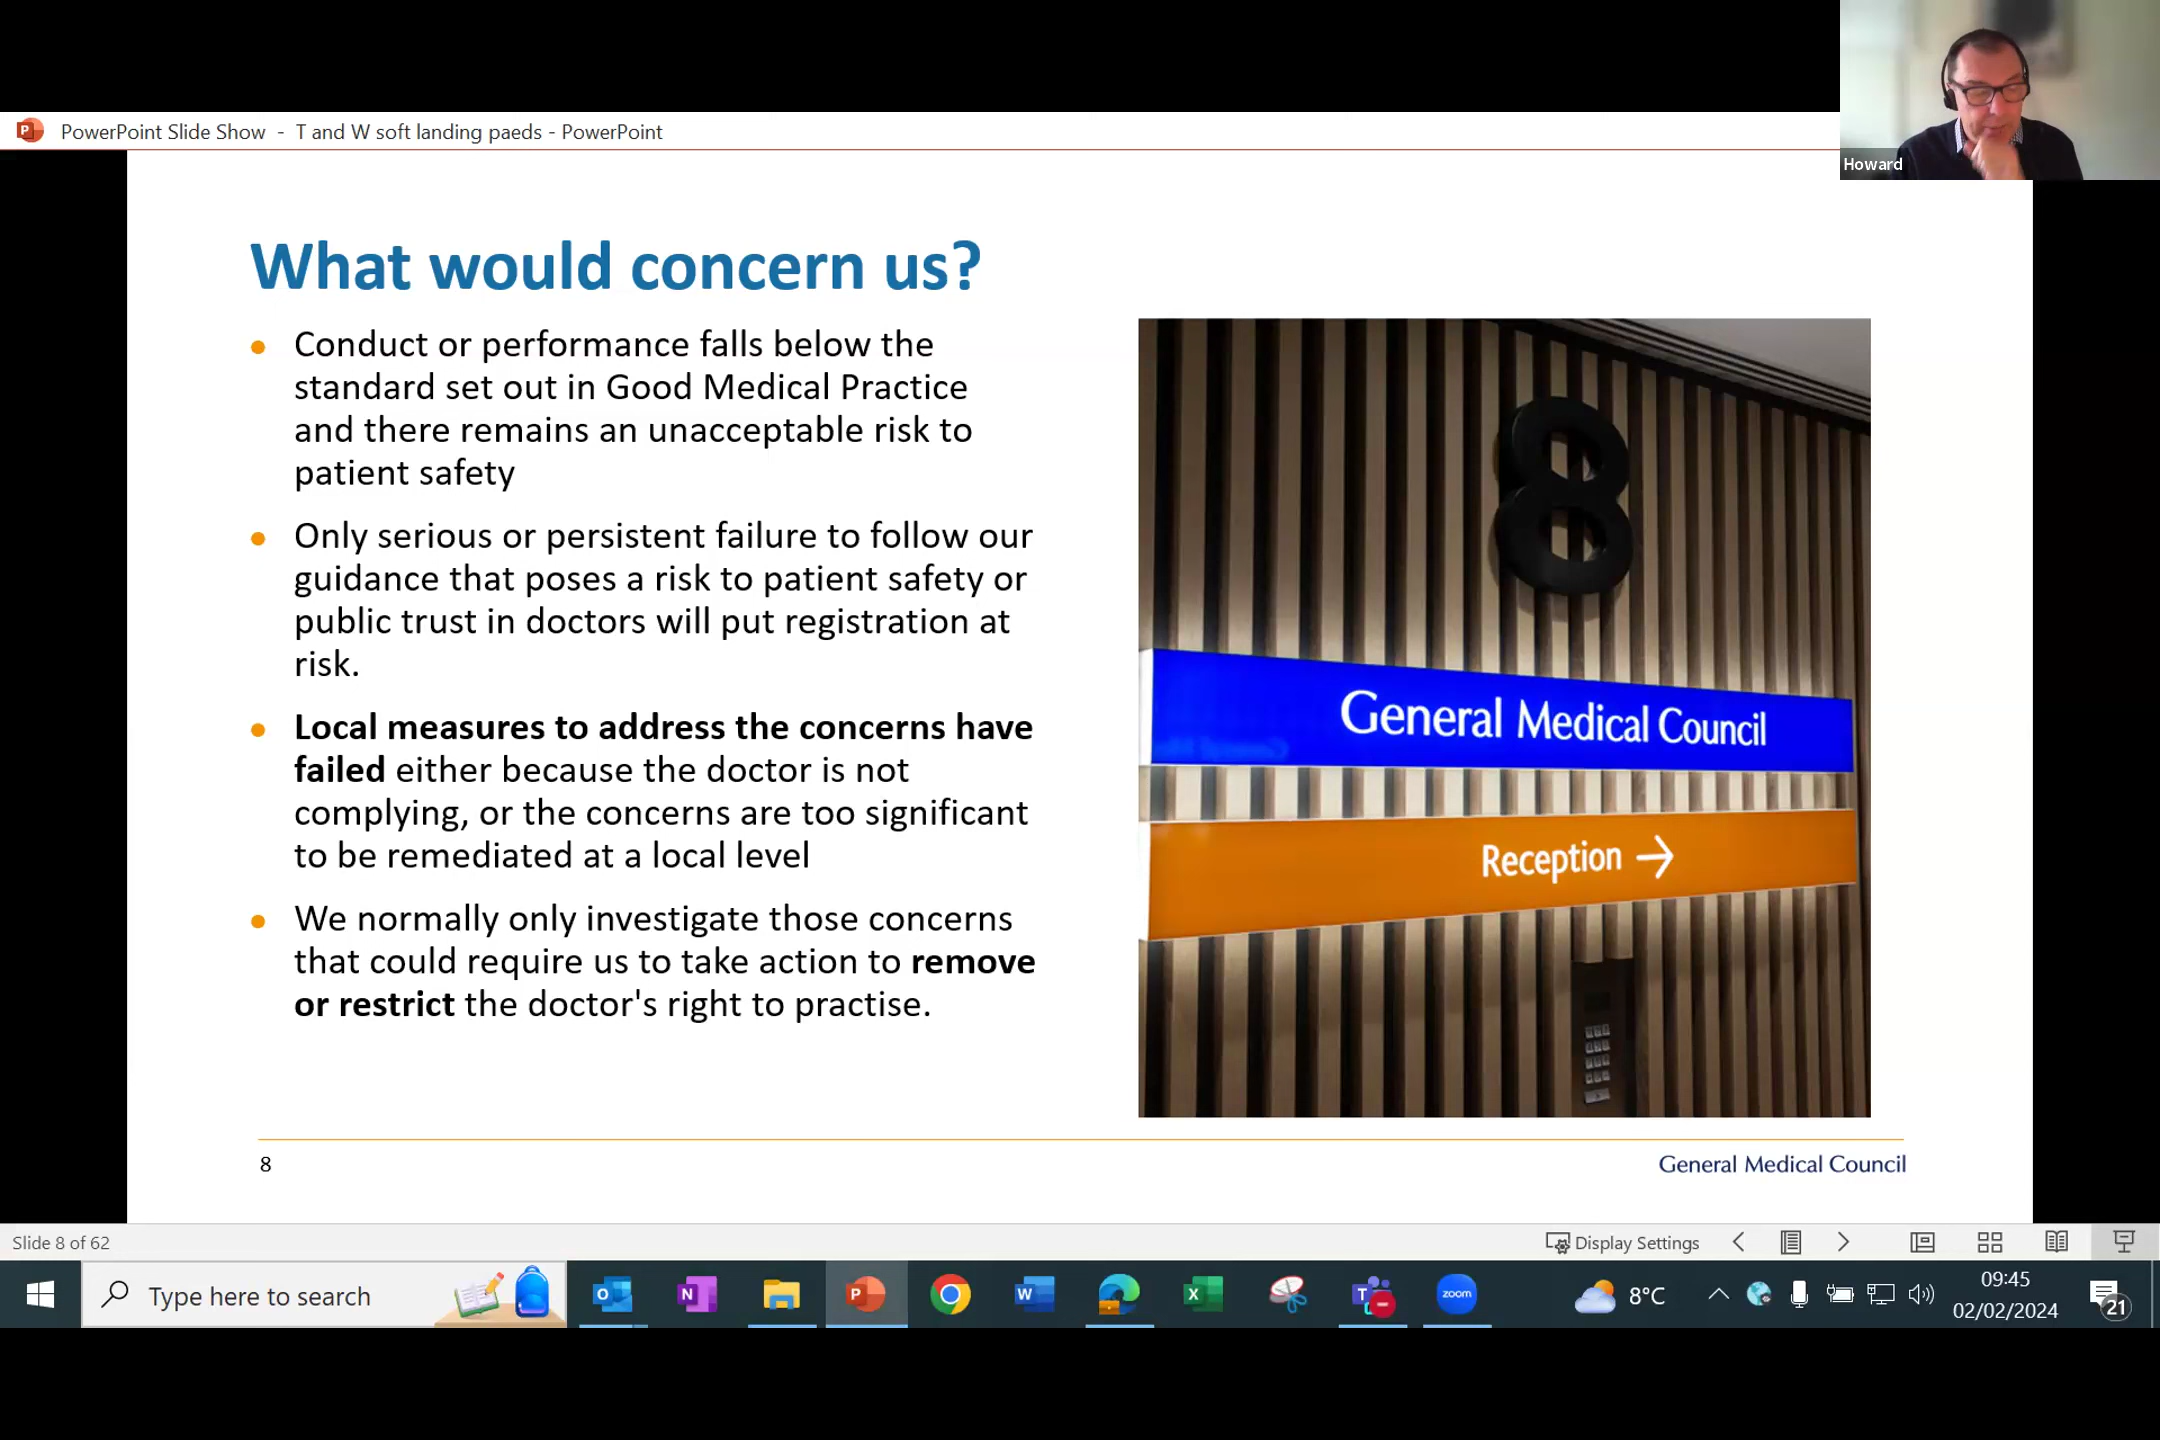 PowerPoint Slide Show - T and W soft landing paeds - PowerPoint
Howard
What would concern us?
Conduct or performance falls below the
standard set out in Good Medical Practice
and there remains an unacceptable risk to
patient safety
Only serious or persistent failure to follow our
guidance that poses a risk to patient safety or
public trust in doctors will put registration at
risk.
Local measures to address the concerns have
failed either because the doctor is not
complying, or the concerns are too significant
to be remediated at a local level
We normally only investigate those concerns
that could require us to take action to remove
or restrict the doctor's right to practise.
8
General Medical Council
Reception →
8
General Medical Council
Slide 8 of 62
Display Settings
Type here to search
zoom
8°C
09:45
02/02/2024
21